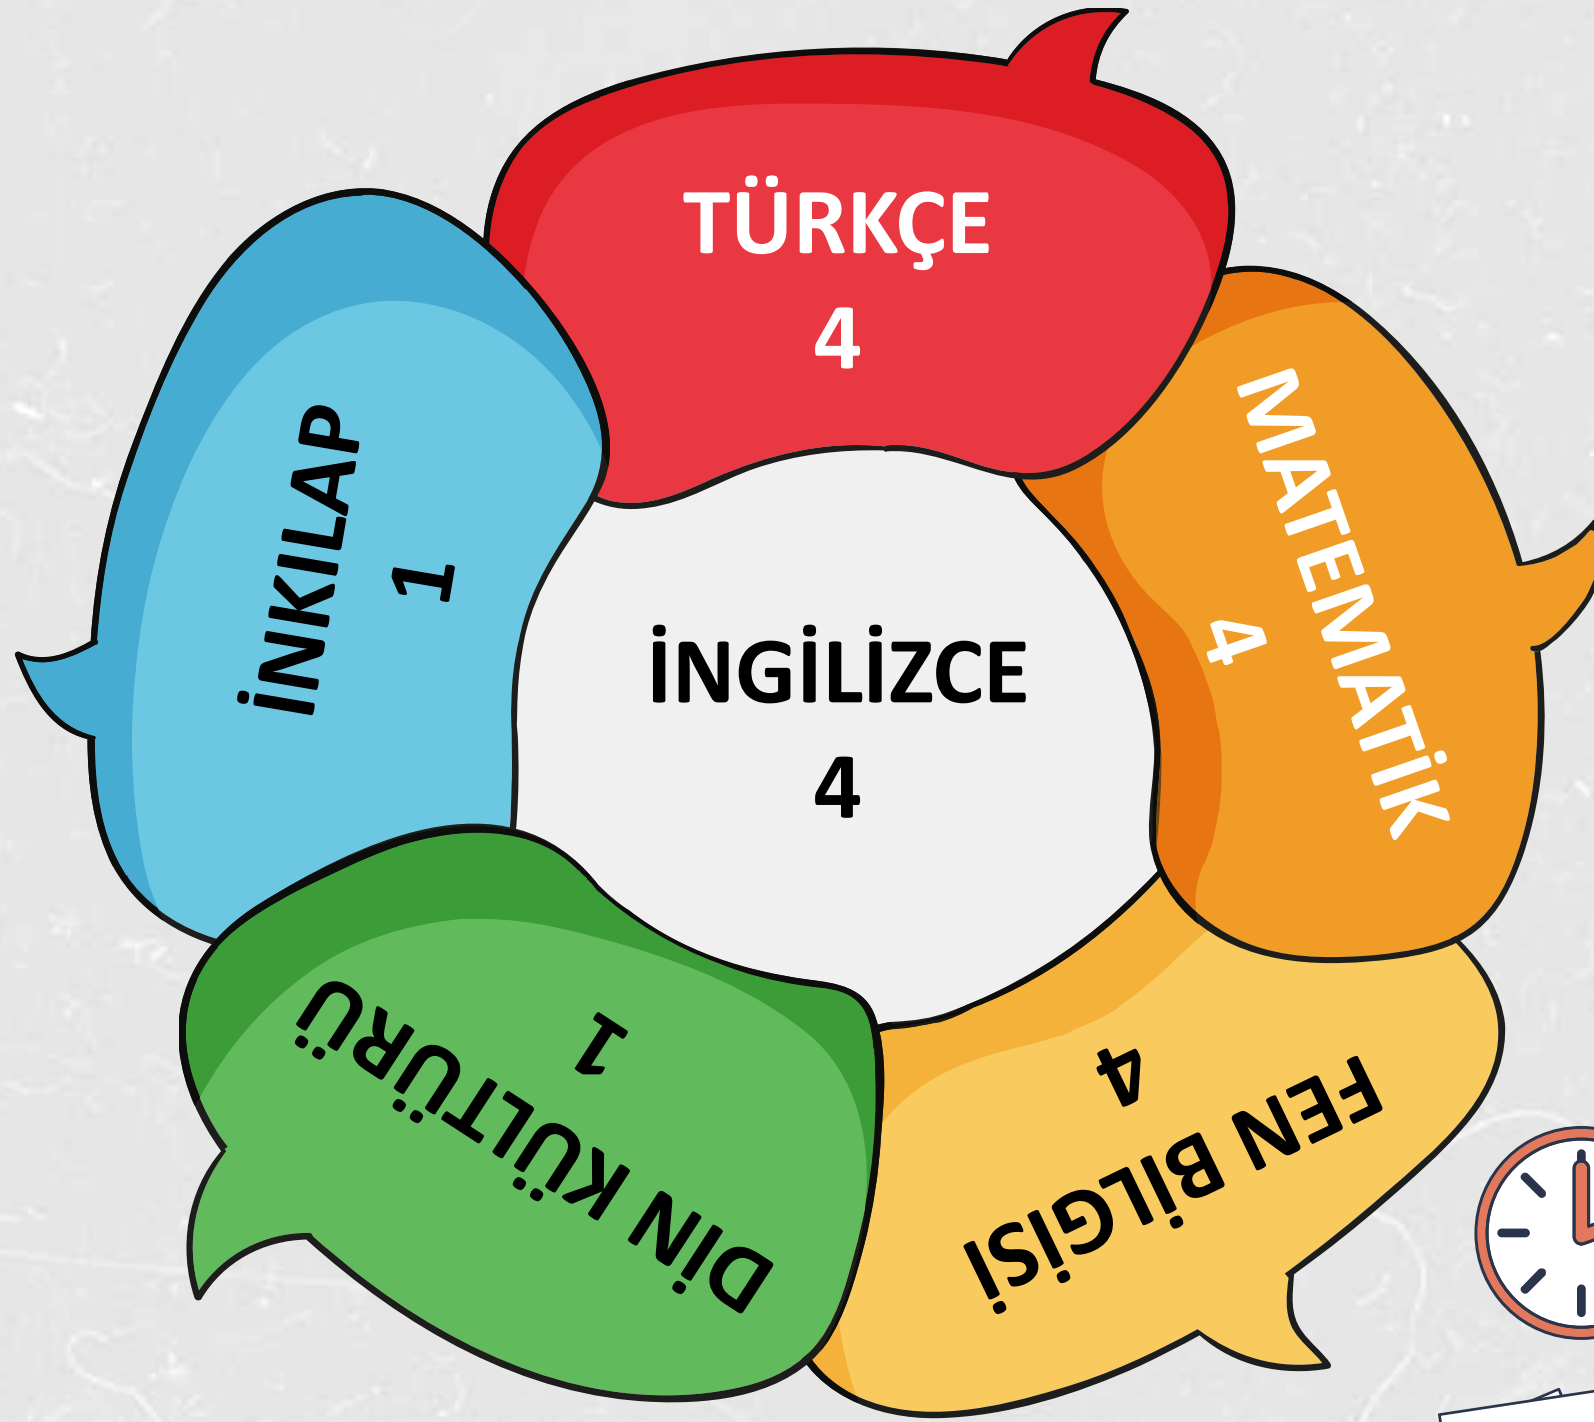 TÜRKÇE
4
MATEMATİK
4
FEN BİLGİSİ
4
DİN KÜLTÜRÜ
1
İNKILAP
1
İNGİLİZCE
4